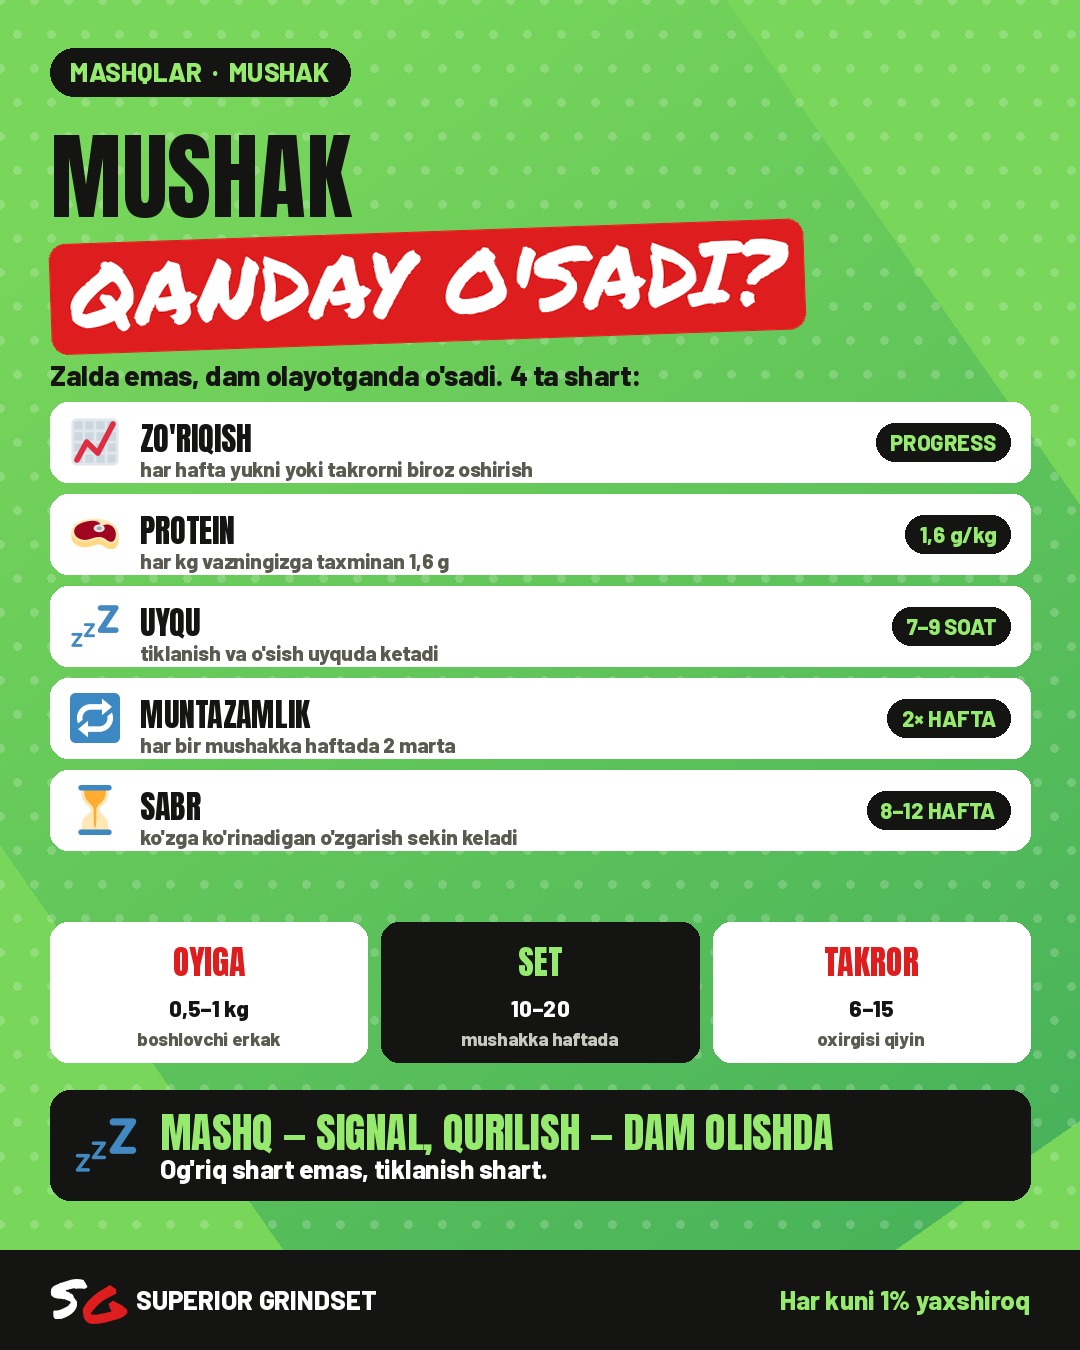 MASHQLAR · MUSHAK
MUSHAK
QANDAY O'SADI?
Zalda emas, dam olayotganda o'sadi. 4 ta shart:
ZO'RIQISH
har hafta yukni yoki takrorni biroz oshirish
PROGRESS
PROTEIN
har kg vazningizga taxminan 1,6 g
1,6 g/kg
UYQU
tiklanish va o'sish uyquda ketadi
7–9 SOAT
MUNTAZAMLIK
har bir mushakka haftada 2 marta
2× HAFTA
SABR
ko'zga ko'rinadigan o'zgarish sekin keladi
8–12 HAFTA
OYIGA
0,5–1 kg
boshlovchi erkak
SET
10–20
mushakka haftada
TAKROR
6–15
oxirgisi qiyin
MASHQ – SIGNAL, QURILISH – DAM OLISHDA
Og'riq shart emas, tiklanish shart.
SG SUPERIOR GRINDSET
Har kuni 1% yaxshiroq